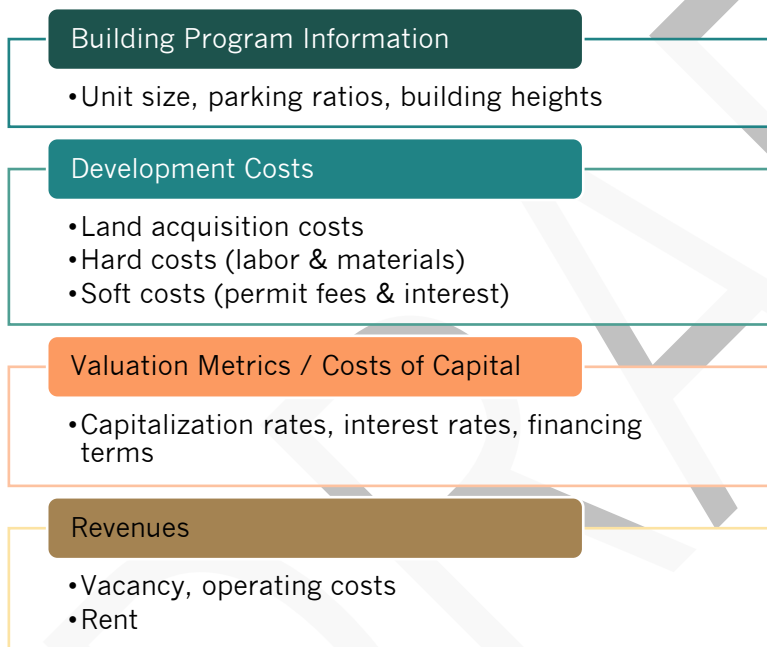 Building Program Information
•Unit size, parking ratios, building heights
Development Costs
•Land acquisition costs
•Hard costs (labor & materials)
•Soft costs (permit fees & interest)
Valuation Metrics / Costs of Capital
•Capitalization rates, interest rates, financing
terms
Revenues
•Vacancy, operating costs
•Rent